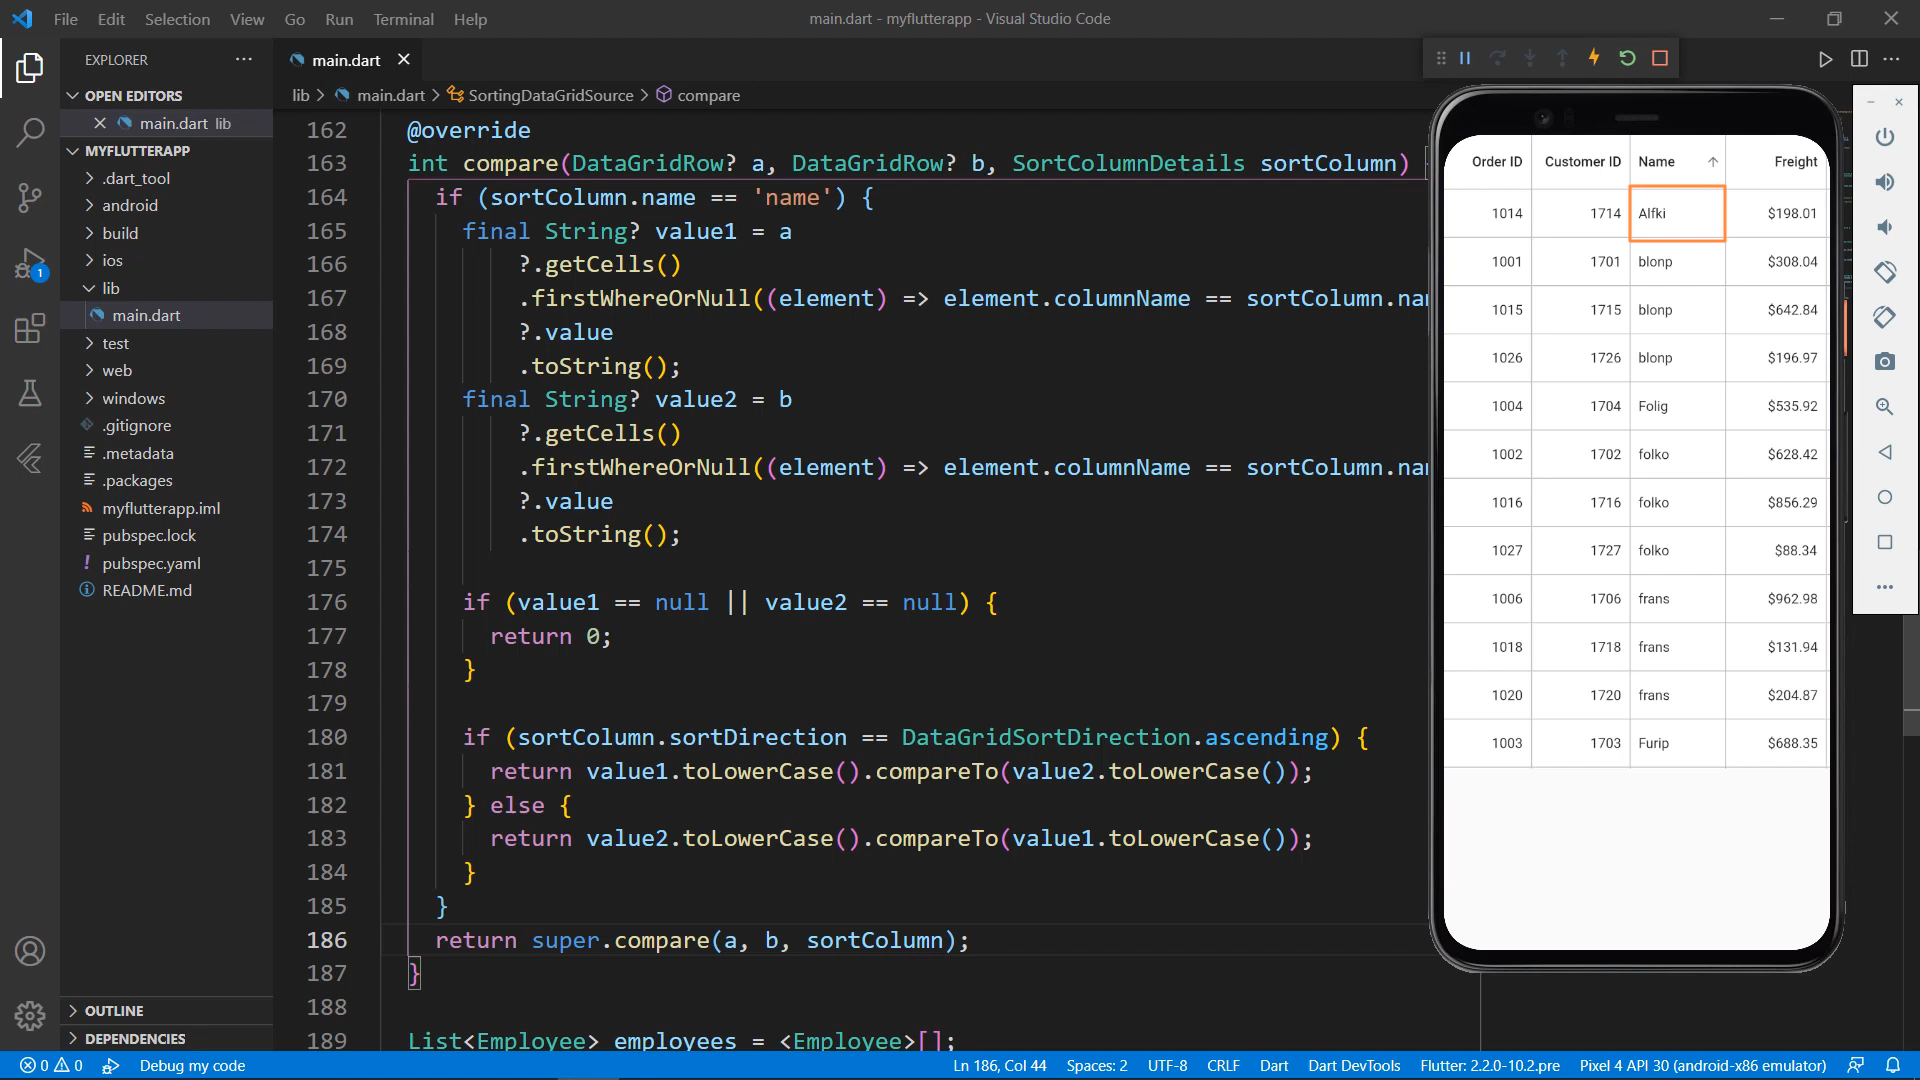 File Edit Selection View Go Run Terminal Help
main.dart - myflutterapp - Visual Studio Code
EXPLORER
OPEN EDITORS
main.dart lib
MYFLUTTERAPP
.dart_tool
android
build
ios
lib
main.dart
test
web
windows
.gitignore
.metadata
.packages
myflutterapp.iml
pubspec.lock
pubspec.yaml
README.md
OUTLINE
DEPENDENCIES
1
main.dart
lib > main.dart > SortingDataGridSource > compare
162 @override
163 int compare(DataGridRow? a, DataGridRow? b, SortColumnDetails sortColumn) {
164 if (sortColumn.name == 'name') {
165 final String? value1 = a
166 ?.getCells()
167 .firstWhereOrNull((element) => element.columnName == sortColumn.nam
168 ?.value
169 .toString();
170 final String? value2 = b
171 ?.getCells()
172 .firstWhereOrNull((element) => element.columnName == sortColumn.nam
173 ?.value
174 .toString();
175
176 if (value1 == null || value2 == null) {
177 return 0;
178 }
179
180 if (sortColumn.sortDirection == DataGridSortDirection.ascending) {
181 return value1.toLowerCase().compareTo(value2.toLowerCase());
182 } else {
183 return value2.toLowerCase().compareTo(value1.toLowerCase());
184 }
185 }
186 return super.compare(a, b, sortColumn);
187 }
188
189 List<Employee> employees = <Employee>[];
Order ID Customer ID Name Freight
1014 1714 Alfki $198.01
1001 1701 blonp $308.04
1015 1715 blonp $642.84
1026 1726 blonp $196.97
1004 1704 Folig $535.92
1002 1702 folko $628.42
1016 1716 folko $856.29
1027 1727 folko $88.34
1006 1706 frans $962.98
1018 1718 frans $131.94
1020 1720 frans $204.87
1003 1703 Furip $688.35
0 0 Debug my code
Ln 186, Col 44 Spaces: 2 UTF-8 CRLF Dart Dart DevTools Flutter: 2.2.0-10.2.pre Pixel 4 API 30 (android-x86 emulator)